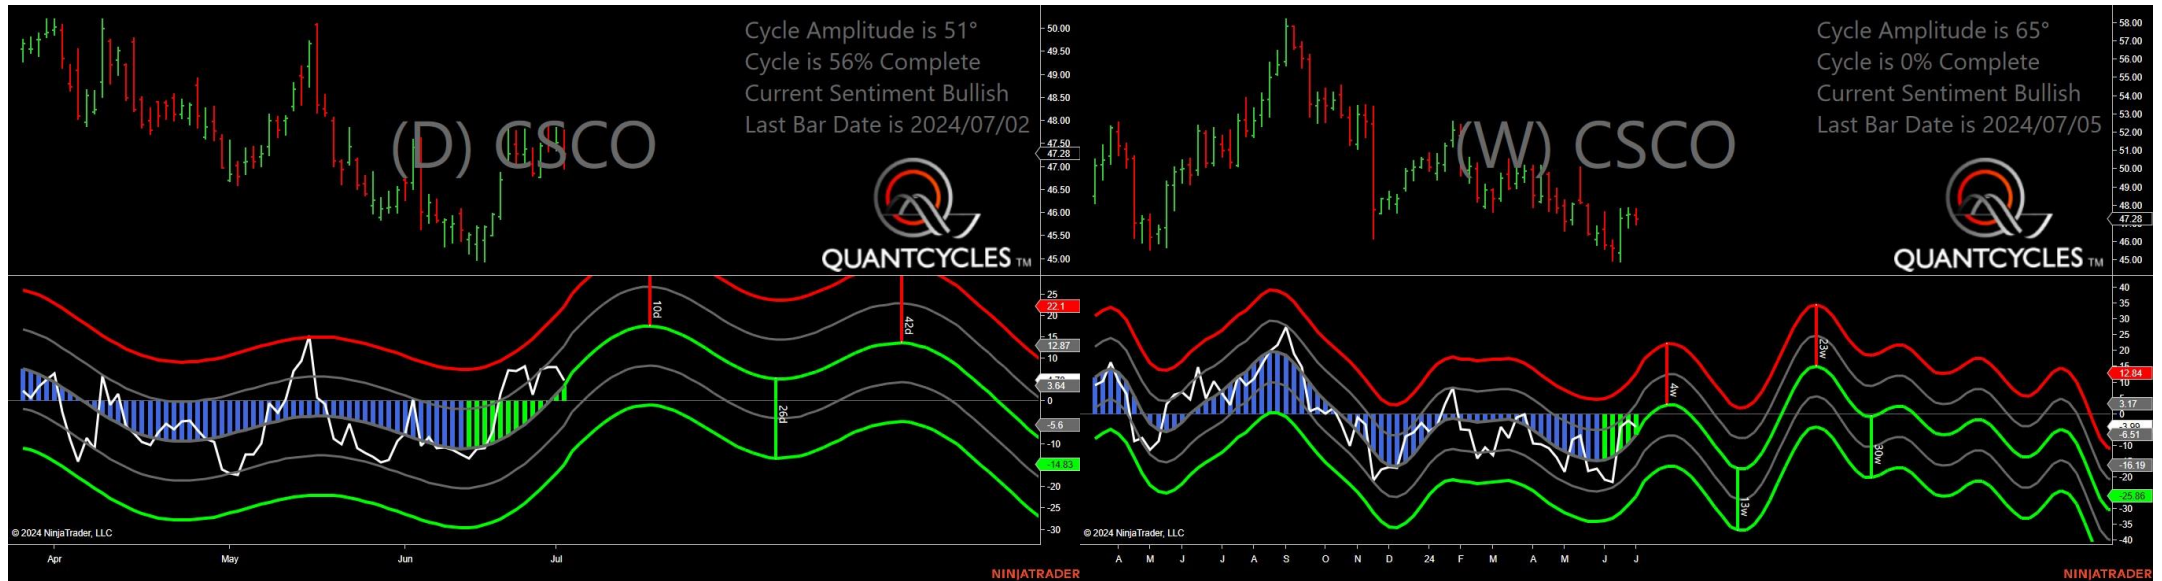 Cycle Amplitude is 51°
Cycle is 56% Complete
Current Sentiment Bullish
Last Bar Date is 2024/07/02
(D) CSCO
QUANTCYCLES TM
50.00
49.50
49.00
48.50
48.00
47.50
47.28
47.00
46.50
46.00
45.50
45.00
10d
42d
26d
25
22.1
20
15
12.87
10
3.64
0
-5.6
-10
-14.83
-20
-25
-30
© 2024 NinjaTrader, LLC
Apr
May
Jun
Jul
NINJATRADER
Cycle Amplitude is 65°
Cycle is 0% Complete
Current Sentiment Bullish
Last Bar Date is 2024/07/05
(W) CSCO
QUANTCYCLES TM
58.00
57.00
56.00
55.00
54.00
53.00
52.00
51.00
50.00
49.00
48.00
47.28
46.00
45.00
4w
23w
13w
30w
40
35
30
25
20
15
12.84
10
3.17
0
-3.99
-6.51
-10
-16.19
-20
-25.86
-30
-35
-40
© 2024 NinjaTrader, LLC
A M J J A S O N D 24 F M A M J J
NINJATRADER